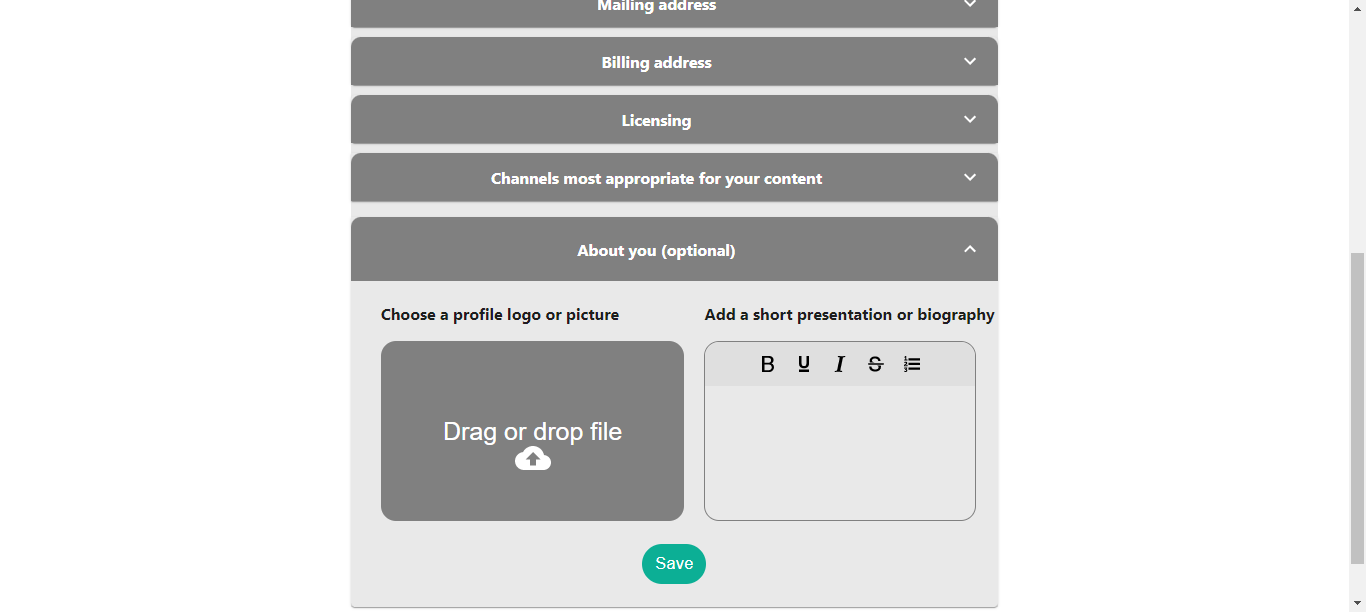 Mailing address
Billing address
Licensing
Channels most appropriate for your content
About you (optional)
Choose a profile logo or picture
Add a short presentation or biography
B U I S
Drag or drop file
Save